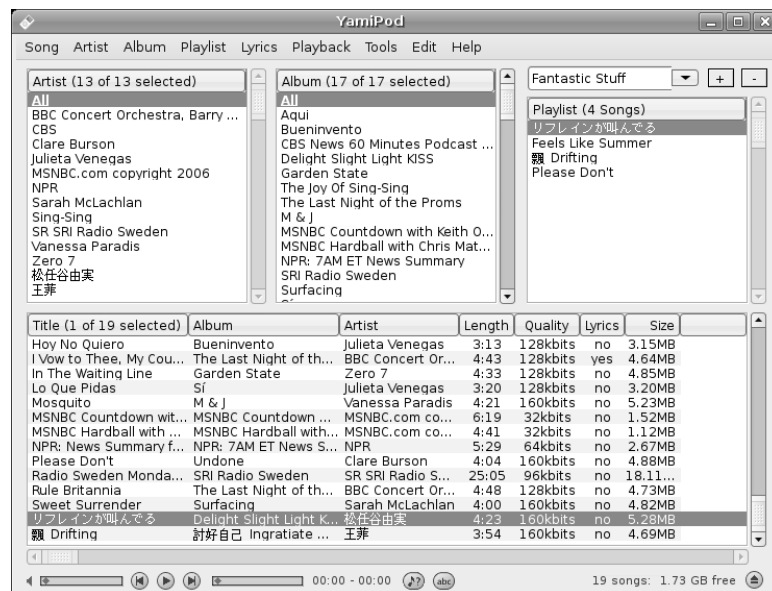 YamiPod
Song Artist Album Playlist Lyrics Playback Tools Edit Help
Artist (13 of 13 selected)
All
BBC Concert Orchestra, Barry ...
CBS
Clare Burson
Julieta Venegas
MSNBC.com copyright 2006
NPR
Sarah McLachlan
Sing-Sing
SR SRI Radio Sweden
Vanessa Paradis
Zero 7
松任谷由実
王菲
Album (17 of 17 selected)
All
Aqui
Bueninvento
CBS News 60 Minutes Podcast ...
Delight Slight Light KISS
Garden State
The Joy Of Sing-Sing
The Last Night of the Proms
M & J
MSNBC Countdown with Keith O...
MSNBC Hardball with Chris Mat...
NPR: 7AM ET News Summary
SRI Radio Sweden
Surfacing
Fantastic Stuff + -
Playlist (4 Songs)
リフレインが叫んでる
Feels Like Summer
飄 Drifting
Please Don't
Title (1 of 19 selected) Album Artist Length Quality Lyrics Size
Hoy No Quiero Bueninvento Julieta Venegas 3:13 128kbits no 3.15MB
I Vow to Thee, My Cou... The Last Night of th... BBC Concert Or... 4:43 128kbits yes 4.64MB
In The Waiting Line Garden State Zero 7 4:33 128kbits no 4.85MB
Lo Que Pidas Sí Julieta Venegas 3:20 128kbits no 3.20MB
Mosquito M & J Vanessa Paradis 4:21 160kbits no 5.23MB
MSNBC Countdown wit... MSNBC Countdown ... MSNBC.com co... 6:19 32kbits no 1.52MB
MSNBC Hardball with ... MSNBC Hardball with... MSNBC.com co... 4:41 32kbits no 1.12MB
NPR: News Summary f... NPR: 7AM ET News S... NPR 5:29 64kbits no 2.67MB
Please Don't Undone Clare Burson 4:04 160kbits no 4.88MB
Radio Sweden Monda... SRI Radio Sweden SR SRI Radio S... 25:05 96kbits no 18.11...
Rule Britannia The Last Night of th... BBC Concert Or... 4:48 128kbits no 4.73MB
Sweet Surrender Surfacing Sarah McLachlan 4:00 160kbits no 4.82MB
リフレインが叫んでる Delight Slight Light K... 松任谷由実 4:23 160kbits no 5.28MB
飄 Drifting 討好自己 Ingratiate ... 王菲 3:54 160kbits no 4.69MB
00:00 - 00:00 ? abc 19 songs: 1.73 GB free